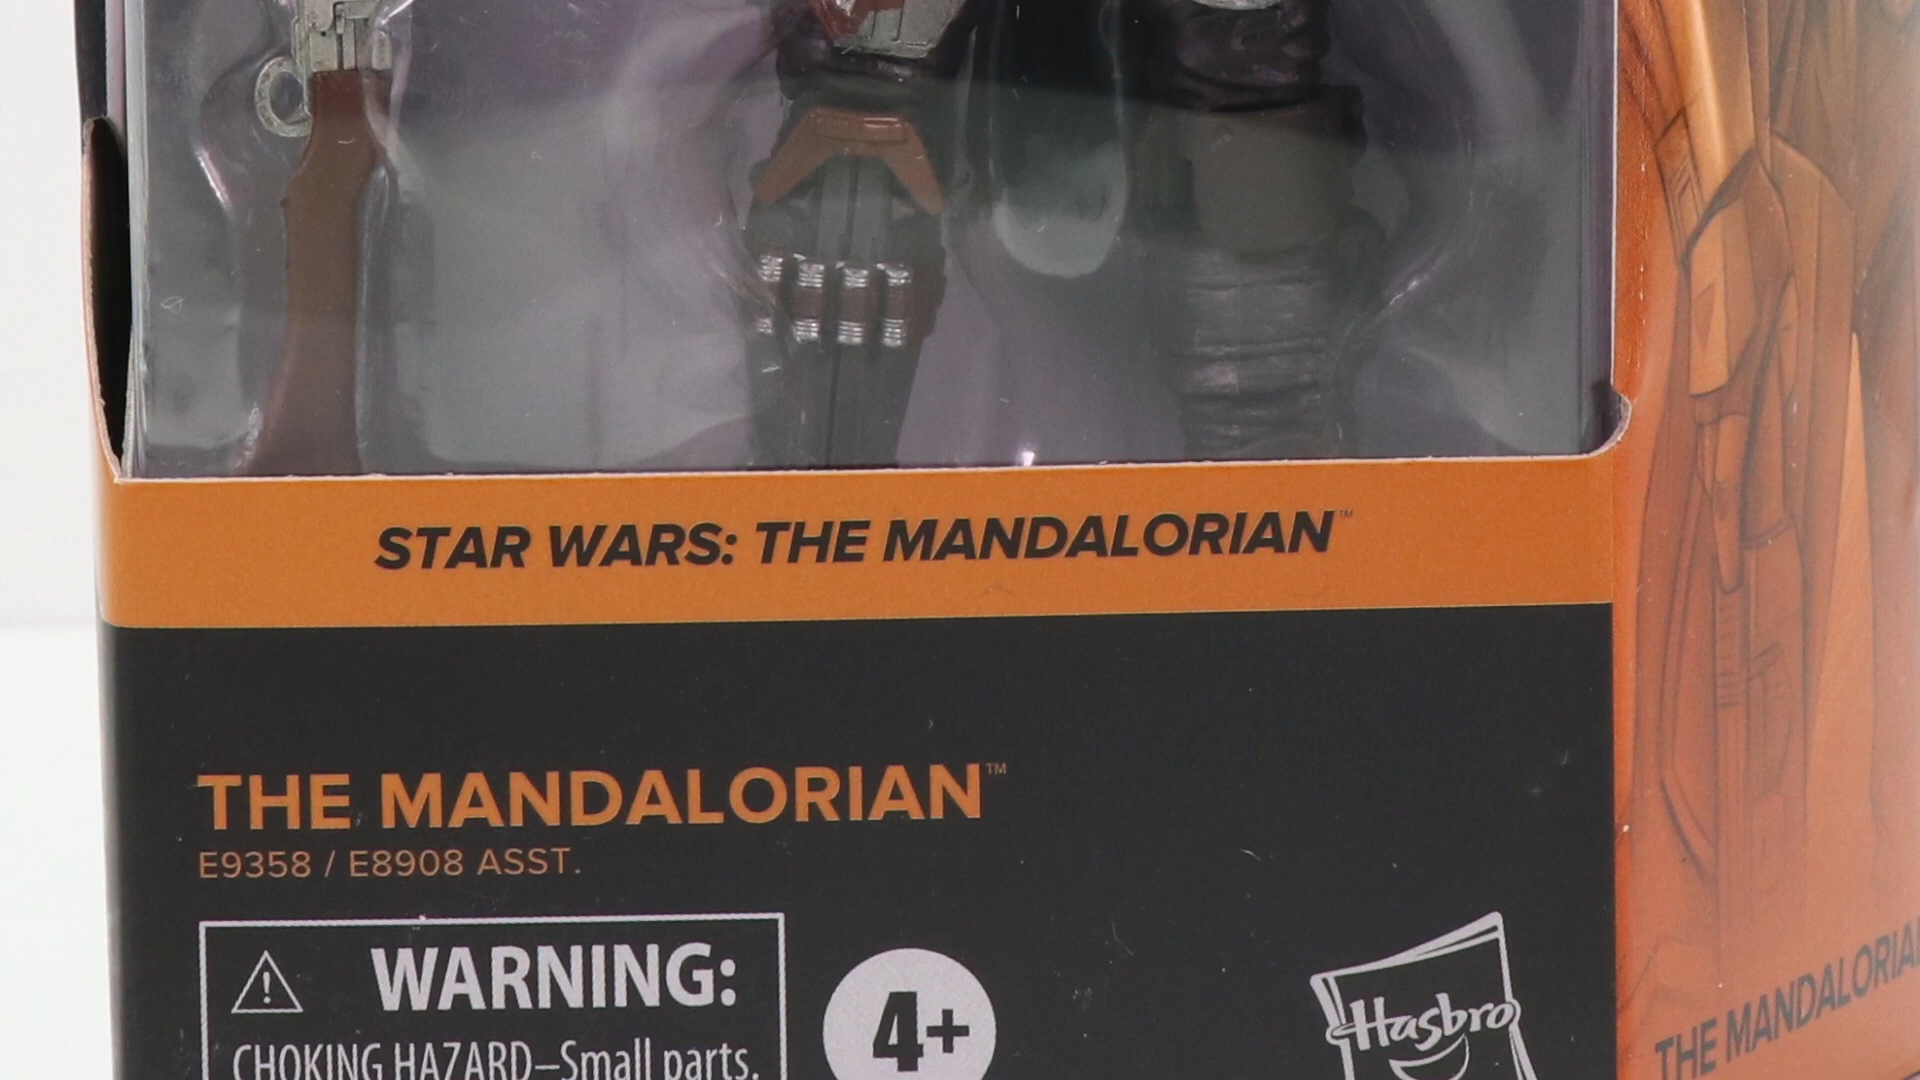 STAR WARS: THE MANDALORIAN™
THE MANDALORIAN™
E9358 / E8908 ASST.
WARNING:
CHOKING HAZARD–Small parts.
4+
Hasbro
THE MANDALORIAN